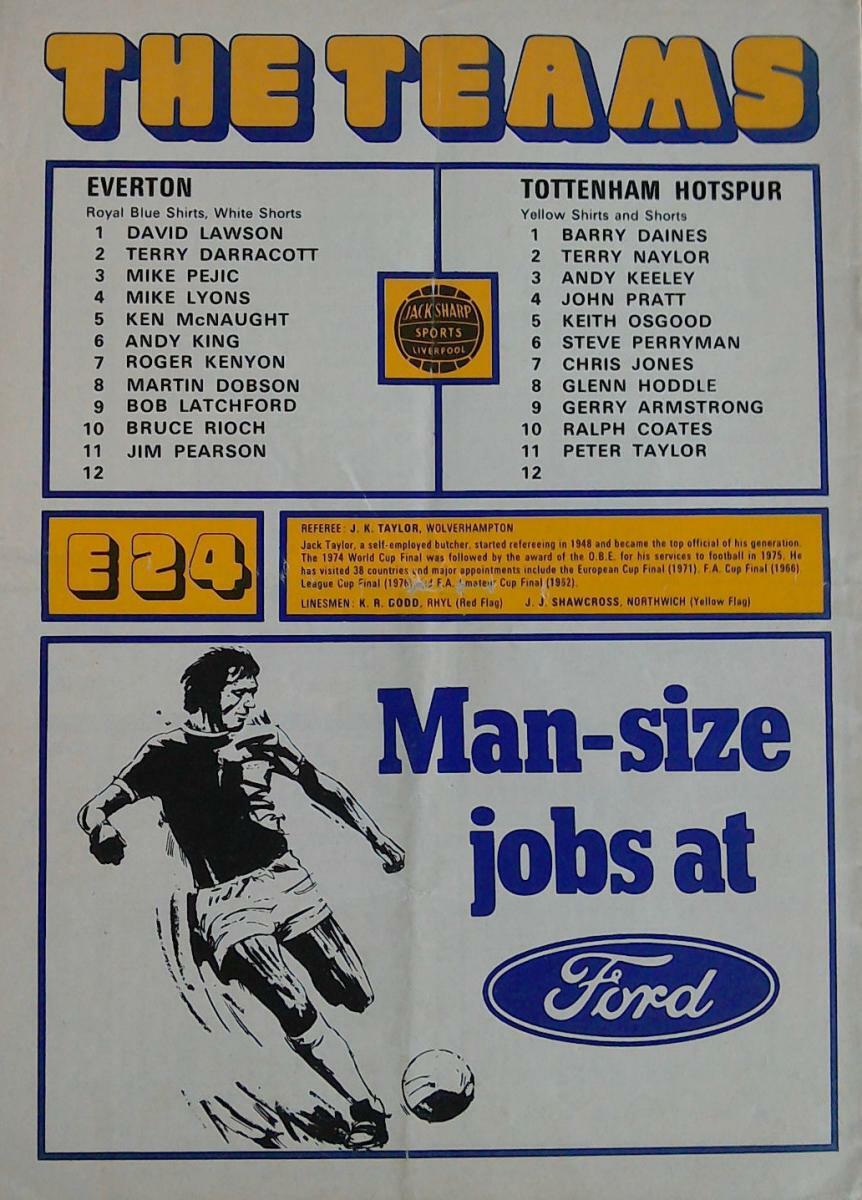 THE TEAMS
EVERTON
Royal Blue Shirts, White Shorts
1 DAVID LAWSON
2 TERRY DARRACOTT
3 MIKE PEJIC
4 MIKE LYONS
5 KEN McNAUGHT
6 ANDY KING
7 ROGER KENYON
8 MARTIN DOBSON
9 BOB LATCHFORD
10 BRUCE RIOCH
11 JIM PEARSON
12
JACK SHARP
SPORTS
LIVERPOOL
TOTTENHAM HOTSPUR
Yellow Shirts and Shorts
1 BARRY DAINES
2 TERRY NAYLOR
3 ANDY KEELEY
4 JOHN PRATT
5 KEITH OSGOOD
6 STEVE PERRYMAN
7 CHRIS JONES
8 GLENN HODDLE
9 GERRY ARMSTRONG
10 RALPH COATES
11 PETER TAYLOR
12
E 24
REFEREE: J. K. TAYLOR, WOLVERHAMPTON
Jack Taylor, a self-employed butcher, started refereeing in 1948 and became the top official of his generation.
The 1974 World Cup Final was followed by the award of the O.B.E. for his services to football in 1975. He
has visited 38 countries and major appointments include the European Cup Final (1971). F.A. Cup Final (1966)
League Cup Final (1976) F.A. Amateur Cup Final (1962).
LINESMEN: K. R. CODD, RHYL (Red Flag) J. J. SHAWCROSS, NORTHWICH (Yellow Flag)
Man-size
jobs at
Ford